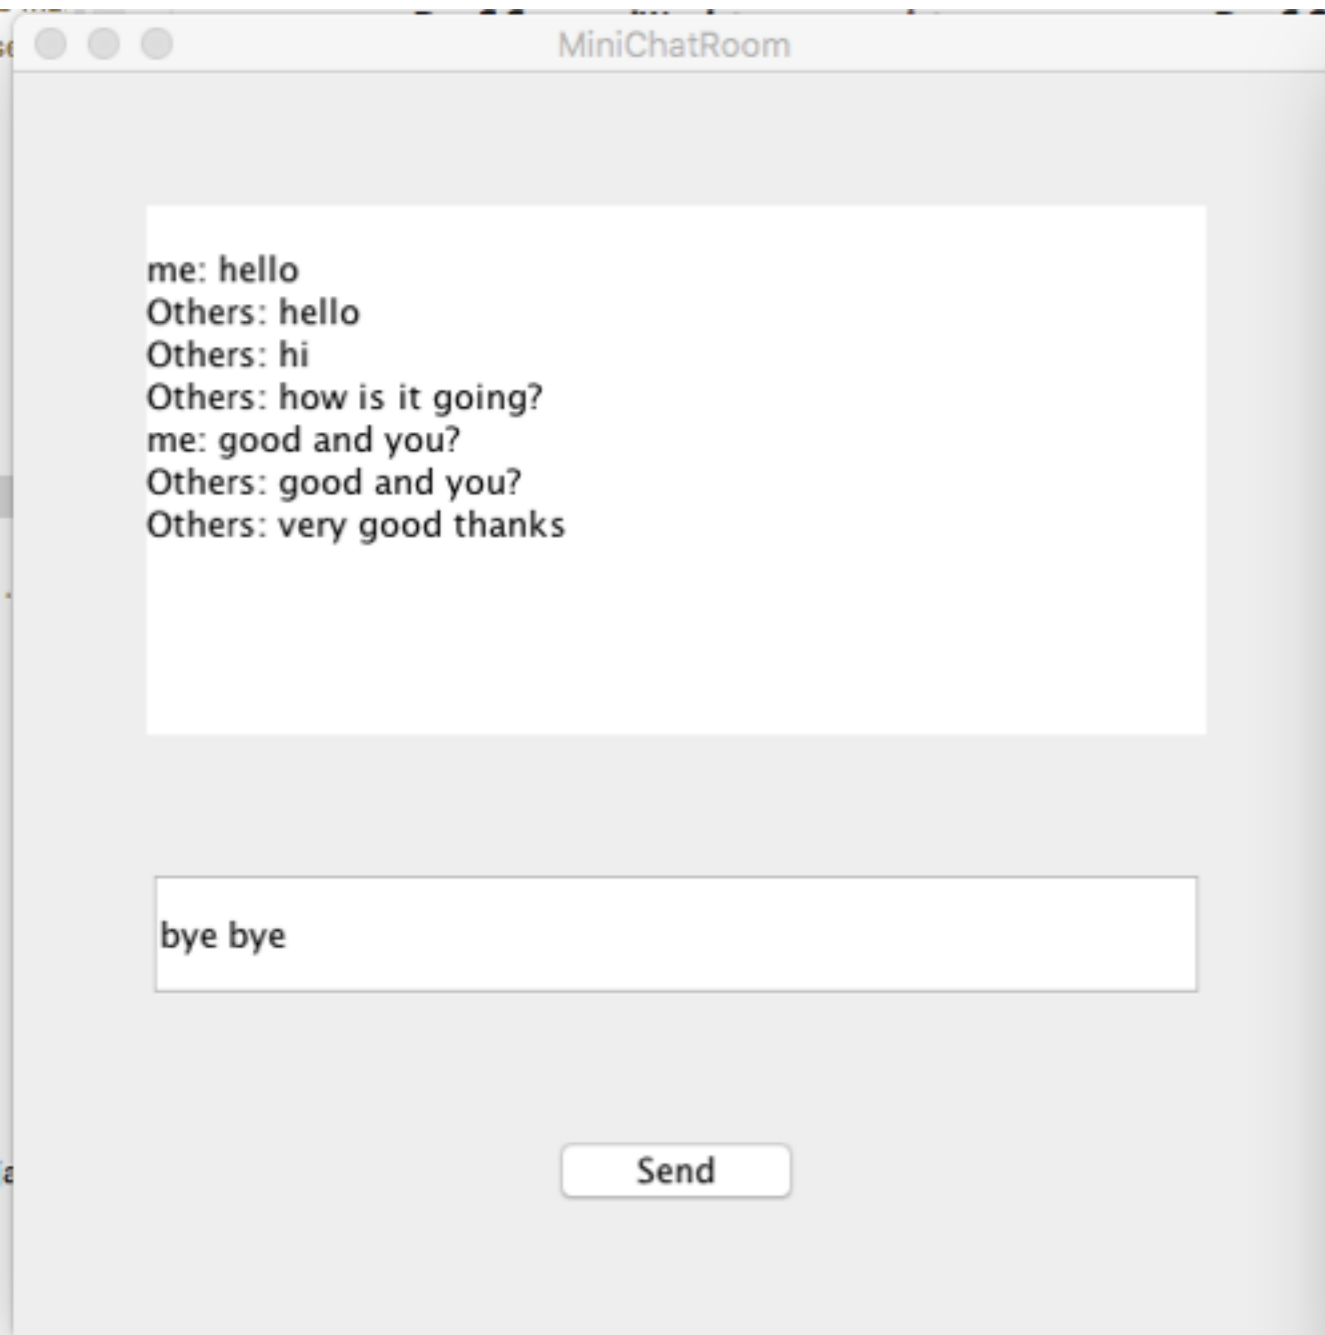 MiniChatRoom
me: hello
Others: hello
Others: hi
Others: how is it going?
me: good and you?
Others: good and you?
Others: very good thanks
bye bye
Send